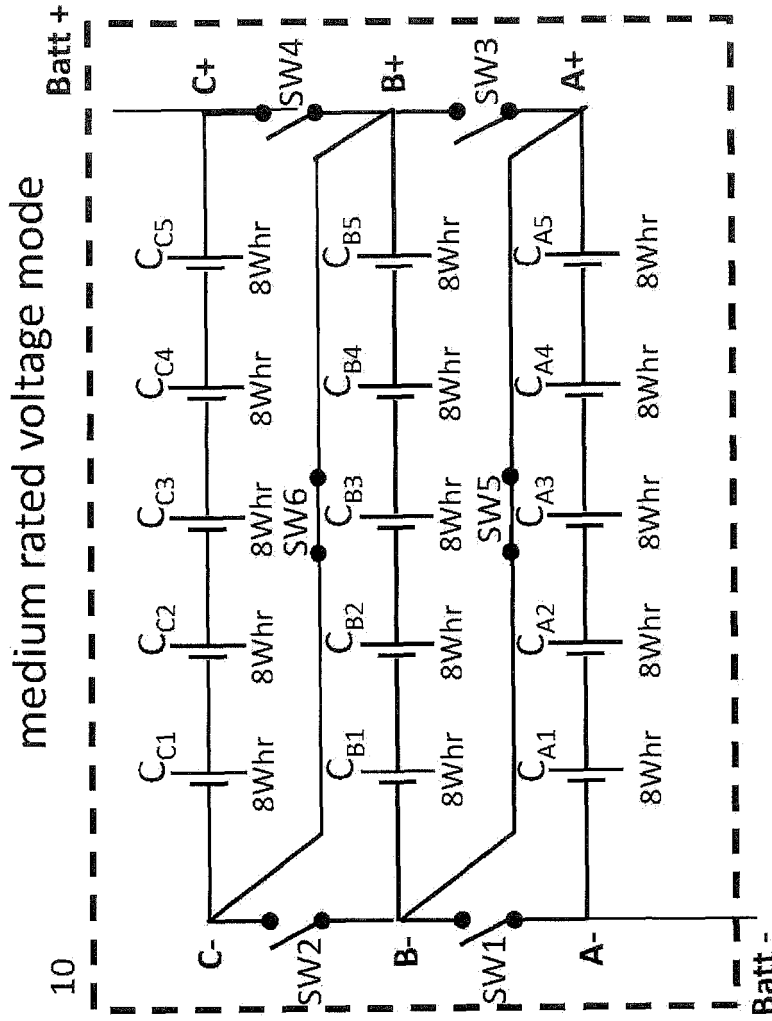 medium rated voltage mode
10
Batt +
C_C1 C_C2 C_C3 C_C4 C_C5
C- C+
8Whr 8Whr 8Whr 8Whr 8Whr
SW2 SW6 SW4
C_B1 C_B2 C_B3 C_B4 C_B5
B- B+
8Whr 8Whr 8Whr 8Whr 8Whr
SW1 SW5 SW3
C_A1 C_A2 C_A3 C_A4 C_A5
A- A+
8Whr 8Whr 8Whr 8Whr 8Whr
Batt -